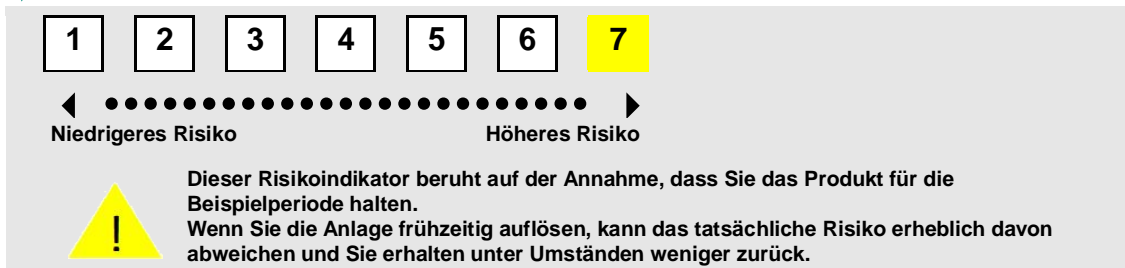 1 2 3 4 5 6 7
Niedrigeres Risiko Höheres Risiko
!
Dieser Risikoindikator beruht auf der Annahme, dass Sie das Produkt für die
Beispielperiode halten.
Wenn Sie die Anlage frühzeitig auflösen, kann das tatsächliche Risiko erheblich davon
abweichen und Sie erhalten unter Umständen weniger zurück.